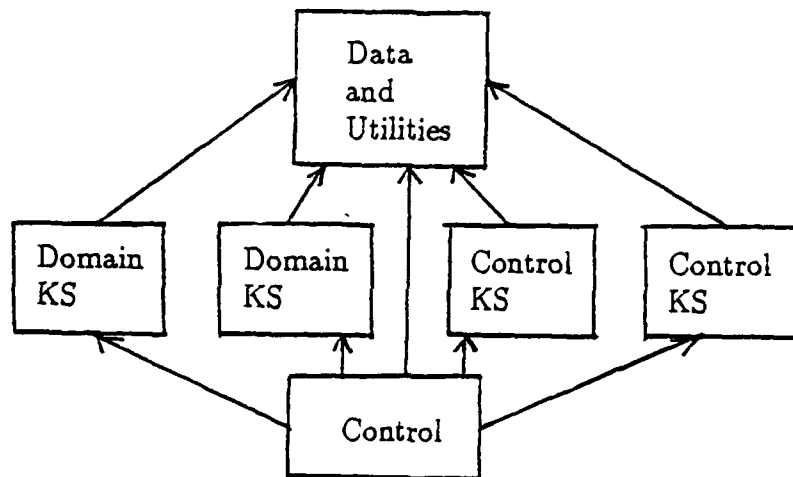 Data
and
Utilities
Domain
KS
Domain
KS
Control
KS
Control
KS
Control